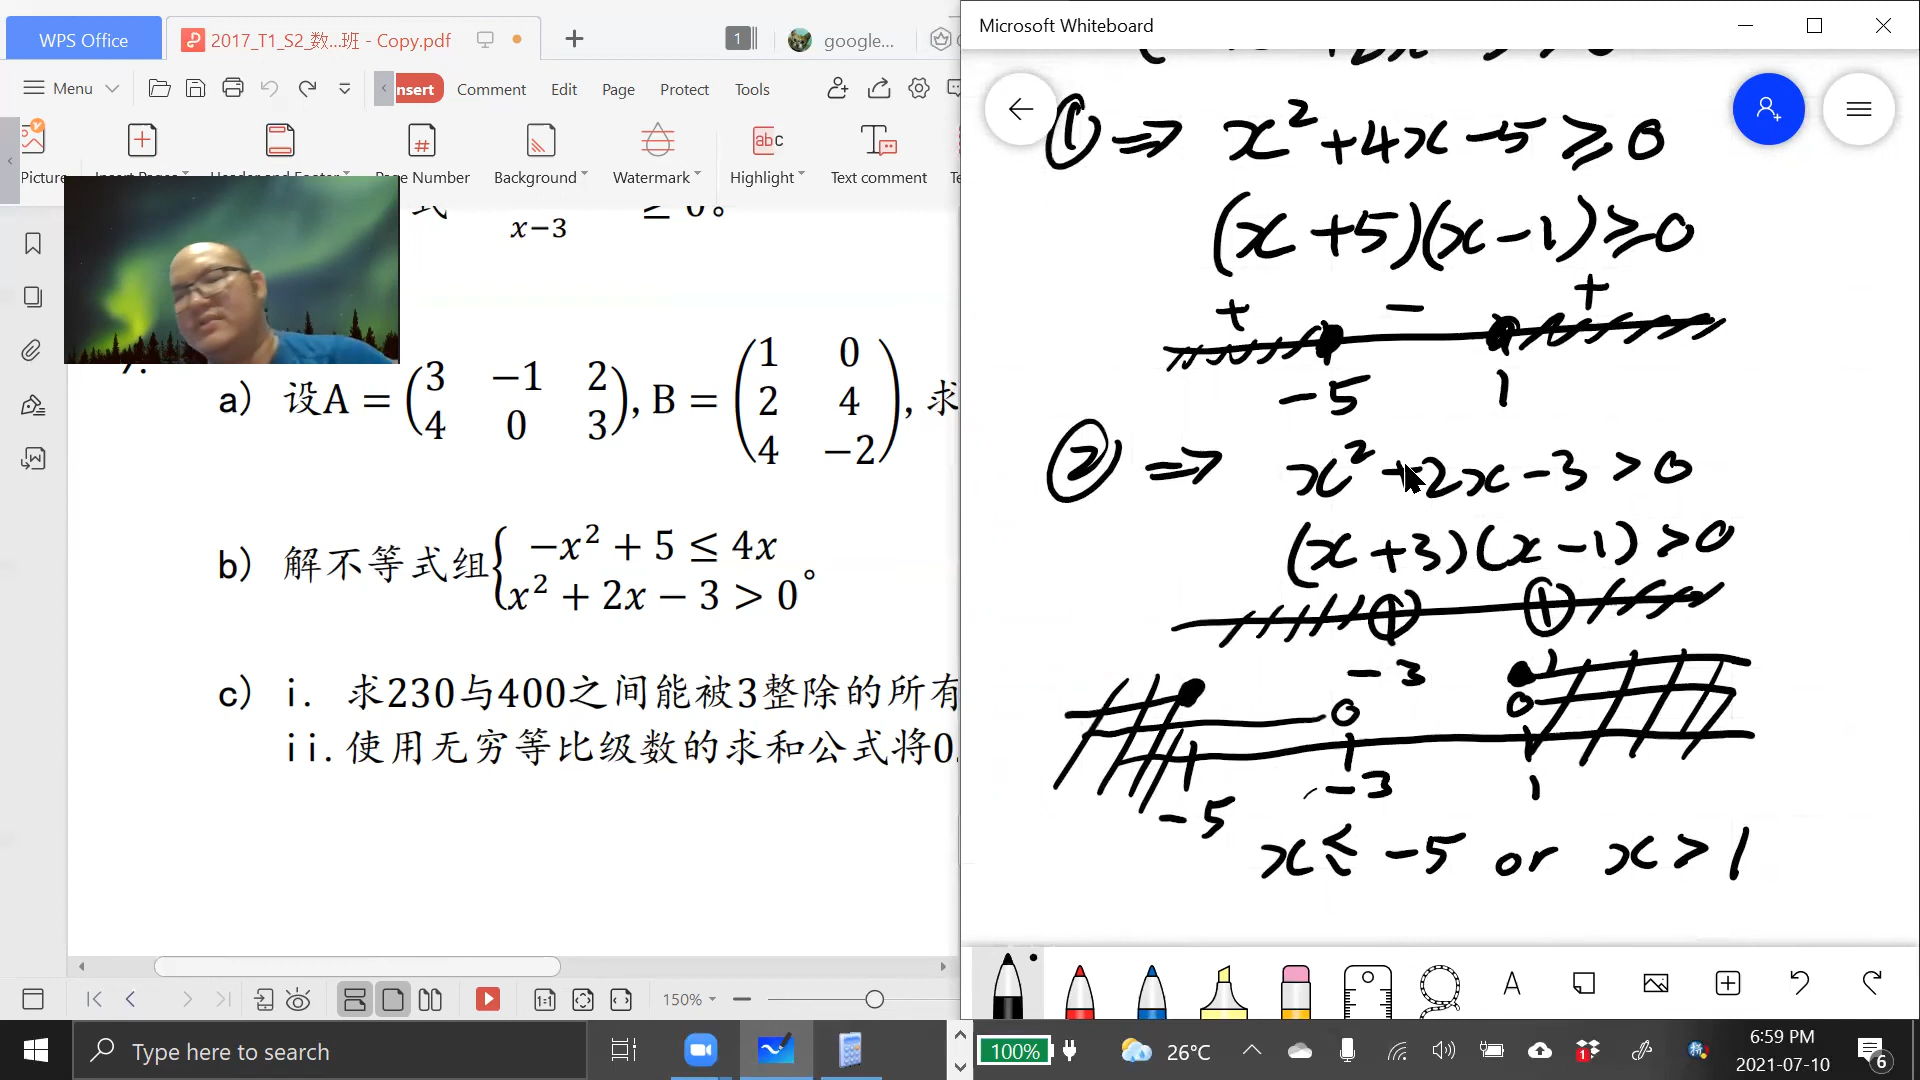 WPS Office
2017_T1_S2_数...班 - Copy.pdf
1
google...
Menu
Insert
Comment
Edit
Page
Protect
Tools
Picture
Page Number
Background
Watermark
Highlight
Text comment
x−3
≥ 0。
a) 设A = (3 −1 2
4 0 3), B = (1 0
2 4
4 −2), 求
b) 解不等式组{−x² + 5 ≤ 4x
x² + 2x − 3 > 0。
c) i. 求230与400之间能被3整除的所有
ii. 使用无穷等比级数的求和公式将0.
150%
Microsoft Whiteboard
① ⇒ x² + 4x − 5 ≥ 0
(x + 5)(x − 1) ≥ 0
+ − +
−5 1
② ⇒ x² + 2x − 3 > 0
(x + 3)(x − 1) > 0
−3 1
−5 −3 1
x ≤ −5 or x > 1
Type here to search
100%
26°C
1
6:59 PM
2021-07-10
6